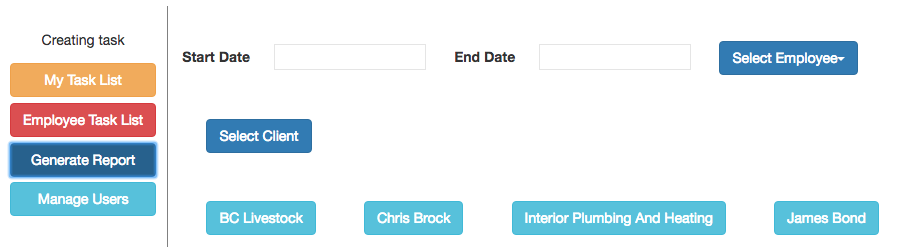 Creating task
My Task List
Employee Task List
Generate Report
Manage Users
Start Date End Date Select Employee
Select Client
BC Livestock Chris Brock Interior Plumbing And Heating James Bond